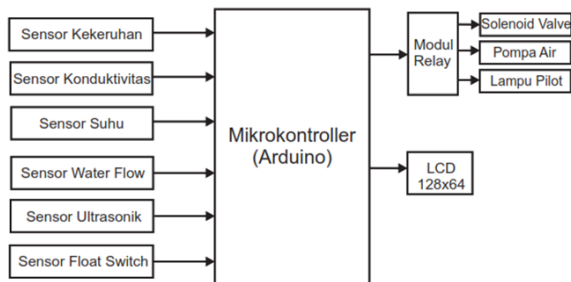 Sensor Kekeruhan
Sensor Konduktivitas
Sensor Suhu
Sensor Water Flow
Sensor Ultrasonik
Sensor Float Switch
Mikrokontroller
(Arduino)
Modul
Relay
Solenoid Valve
Pompa Air
Lampu Pilot
LCD
128x64